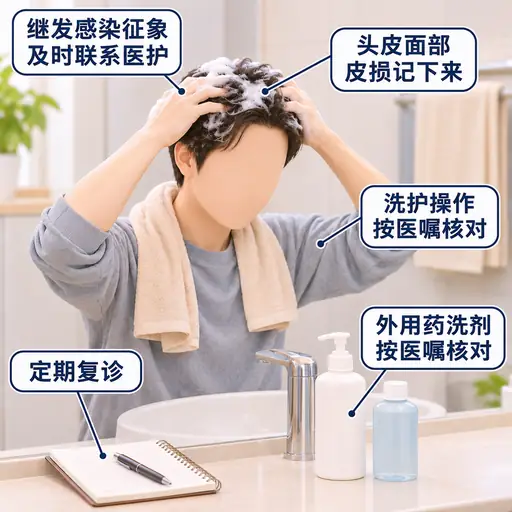 继发感染征象
及时联系医护
头皮面部
皮损记下来
洗护操作
按医嘱核对
外用药洗剂
按医嘱核对
定期复诊